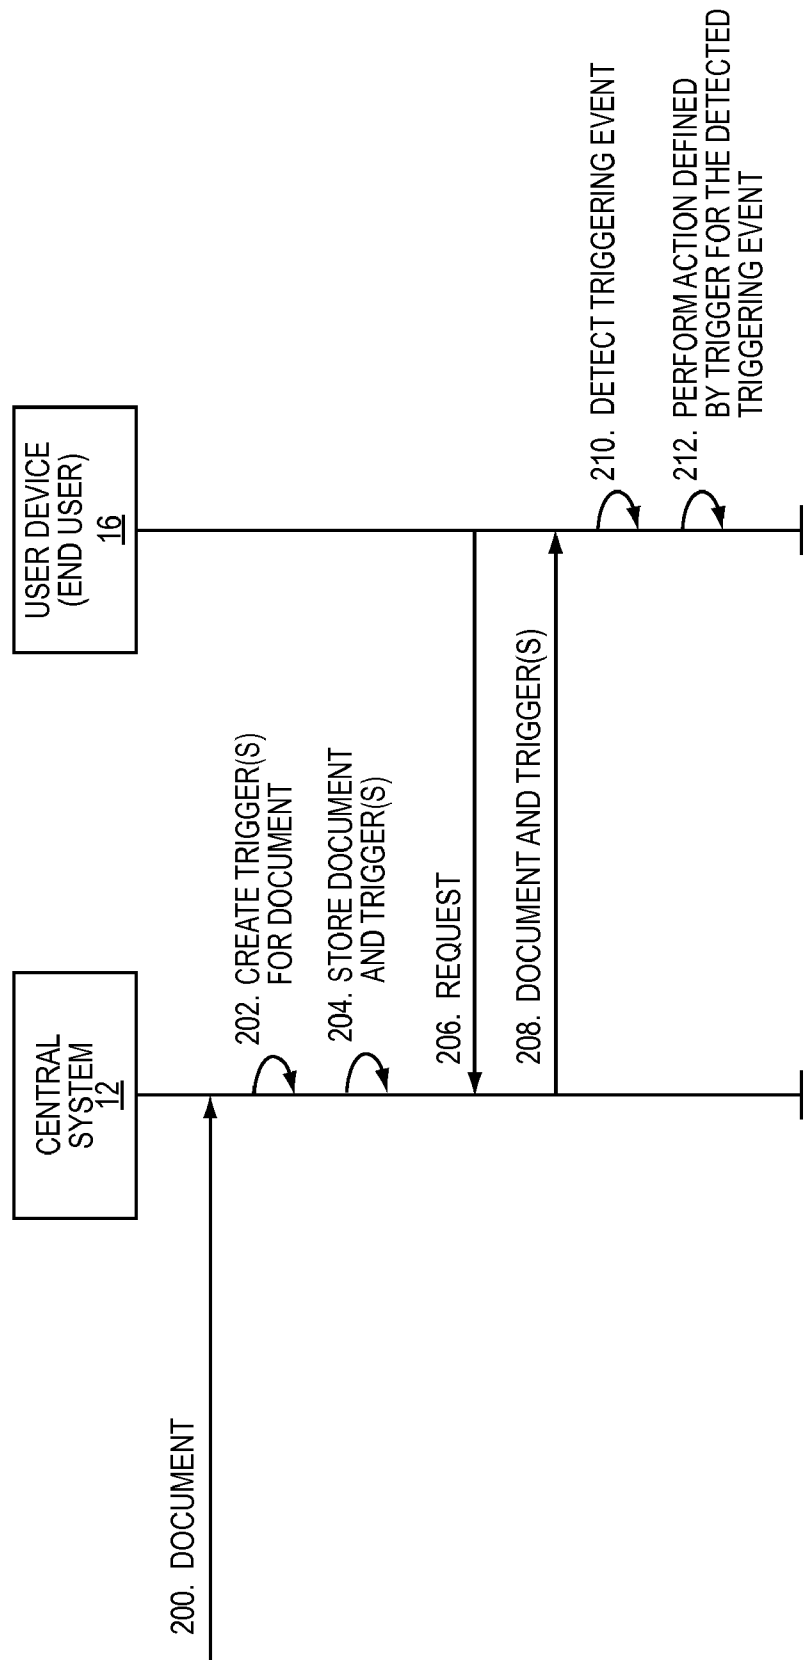 CENTRAL
SYSTEM
12
USER DEVICE
(END USER)
16
200. DOCUMENT
202. CREATE TRIGGER(S)
FOR DOCUMENT
204. STORE DOCUMENT
AND TRIGGER(S)
206. REQUEST
208. DOCUMENT AND TRIGGER(S)
210. DETECT TRIGGERING EVENT
212. PERFORM ACTION DEFINED
BY TRIGGER FOR THE DETECTED
TRIGGERING EVENT